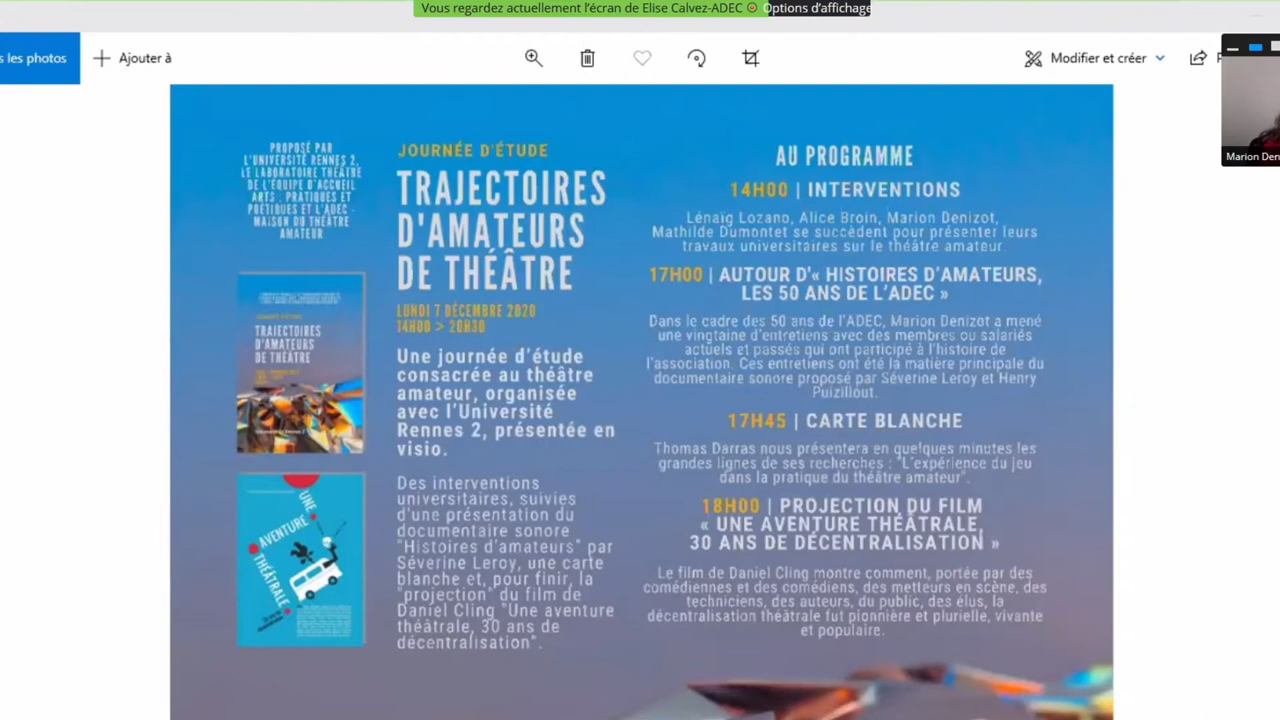 Vous regardez actuellement l'écran de Elise Calvez-ADEC
Options d'affichage
s les photos
Ajouter à
Modifier et créer
Marion Den
PROPOSÉ PAR
L'UNIVERSITÉ RENNES 2,
LE LABORATOIRE THÉÂTRE
DE L'ÉQUIPE D'ACCUEIL
ARTS : PRATIQUES ET
POÉTIQUES ET L'ADEC -
MAISON DU THÉÂTRE
AMATEUR
JOURNÉE D'ÉTUDE
TRAJECTOIRES
D'AMATEURS
DE THÉÂTRE
LUNDI 7 DÉCEMBRE 2020
14H00 > 20H30
Une journée d'étude
consacrée au théâtre
amateur, organisée
avec l'Université
Rennes 2, présentée en
visio.
Des interventions
universitaires, suivies
d'une présentation du
documentaire sonore
"Histoires d'amateurs" par
Séverine Leroy, une carte
blanche et, pour finir, la
"projection" du film de
Daniel Cling "Une aventure
théâtrale, 30 ans de
décentralisation".
TRAJECTOIRES
D'AMATEURS
DE THÉÂTRE
UNE
AVENTURE
THÉÂTRALE
AU PROGRAMME
14H00 | INTERVENTIONS
Lénaïg Lozano, Alice Broin, Marion Denizot,
Mathilde Dumontet se succèdent pour présenter leurs
travaux universitaires sur le théâtre amateur.
17H00 | AUTOUR D'« HISTOIRES D'AMATEURS,
LES 50 ANS DE L'ADEC »
Dans le cadre des 50 ans de l'ADEC, Marion Denizot a mené
une vingtaine d'entretiens avec des membres ou salariés
actuels et passés qui ont participé à l'histoire de
l'association. Ces entretiens ont été la matière principale du
documentaire sonore proposé par Séverine Leroy et Henry
Puizillout.
17H45 | CARTE BLANCHE
Thomas Darras nous présentera en quelques minutes les
grandes lignes de ses recherches : "L'expérience du jeu
dans la pratique du théâtre amateur".
18H00 | PROJECTION DU FILM
« UNE AVENTURE THÉÂTRALE,
30 ANS DE DÉCENTRALISATION »
Le film de Daniel Cling montre comment, portée par des
comédiennes et des comédiens, des metteurs en scène, des
techniciens, des auteurs, du public, des élus, la
décentralisation théâtrale fut pionnière et plurielle, vivante
et populaire.